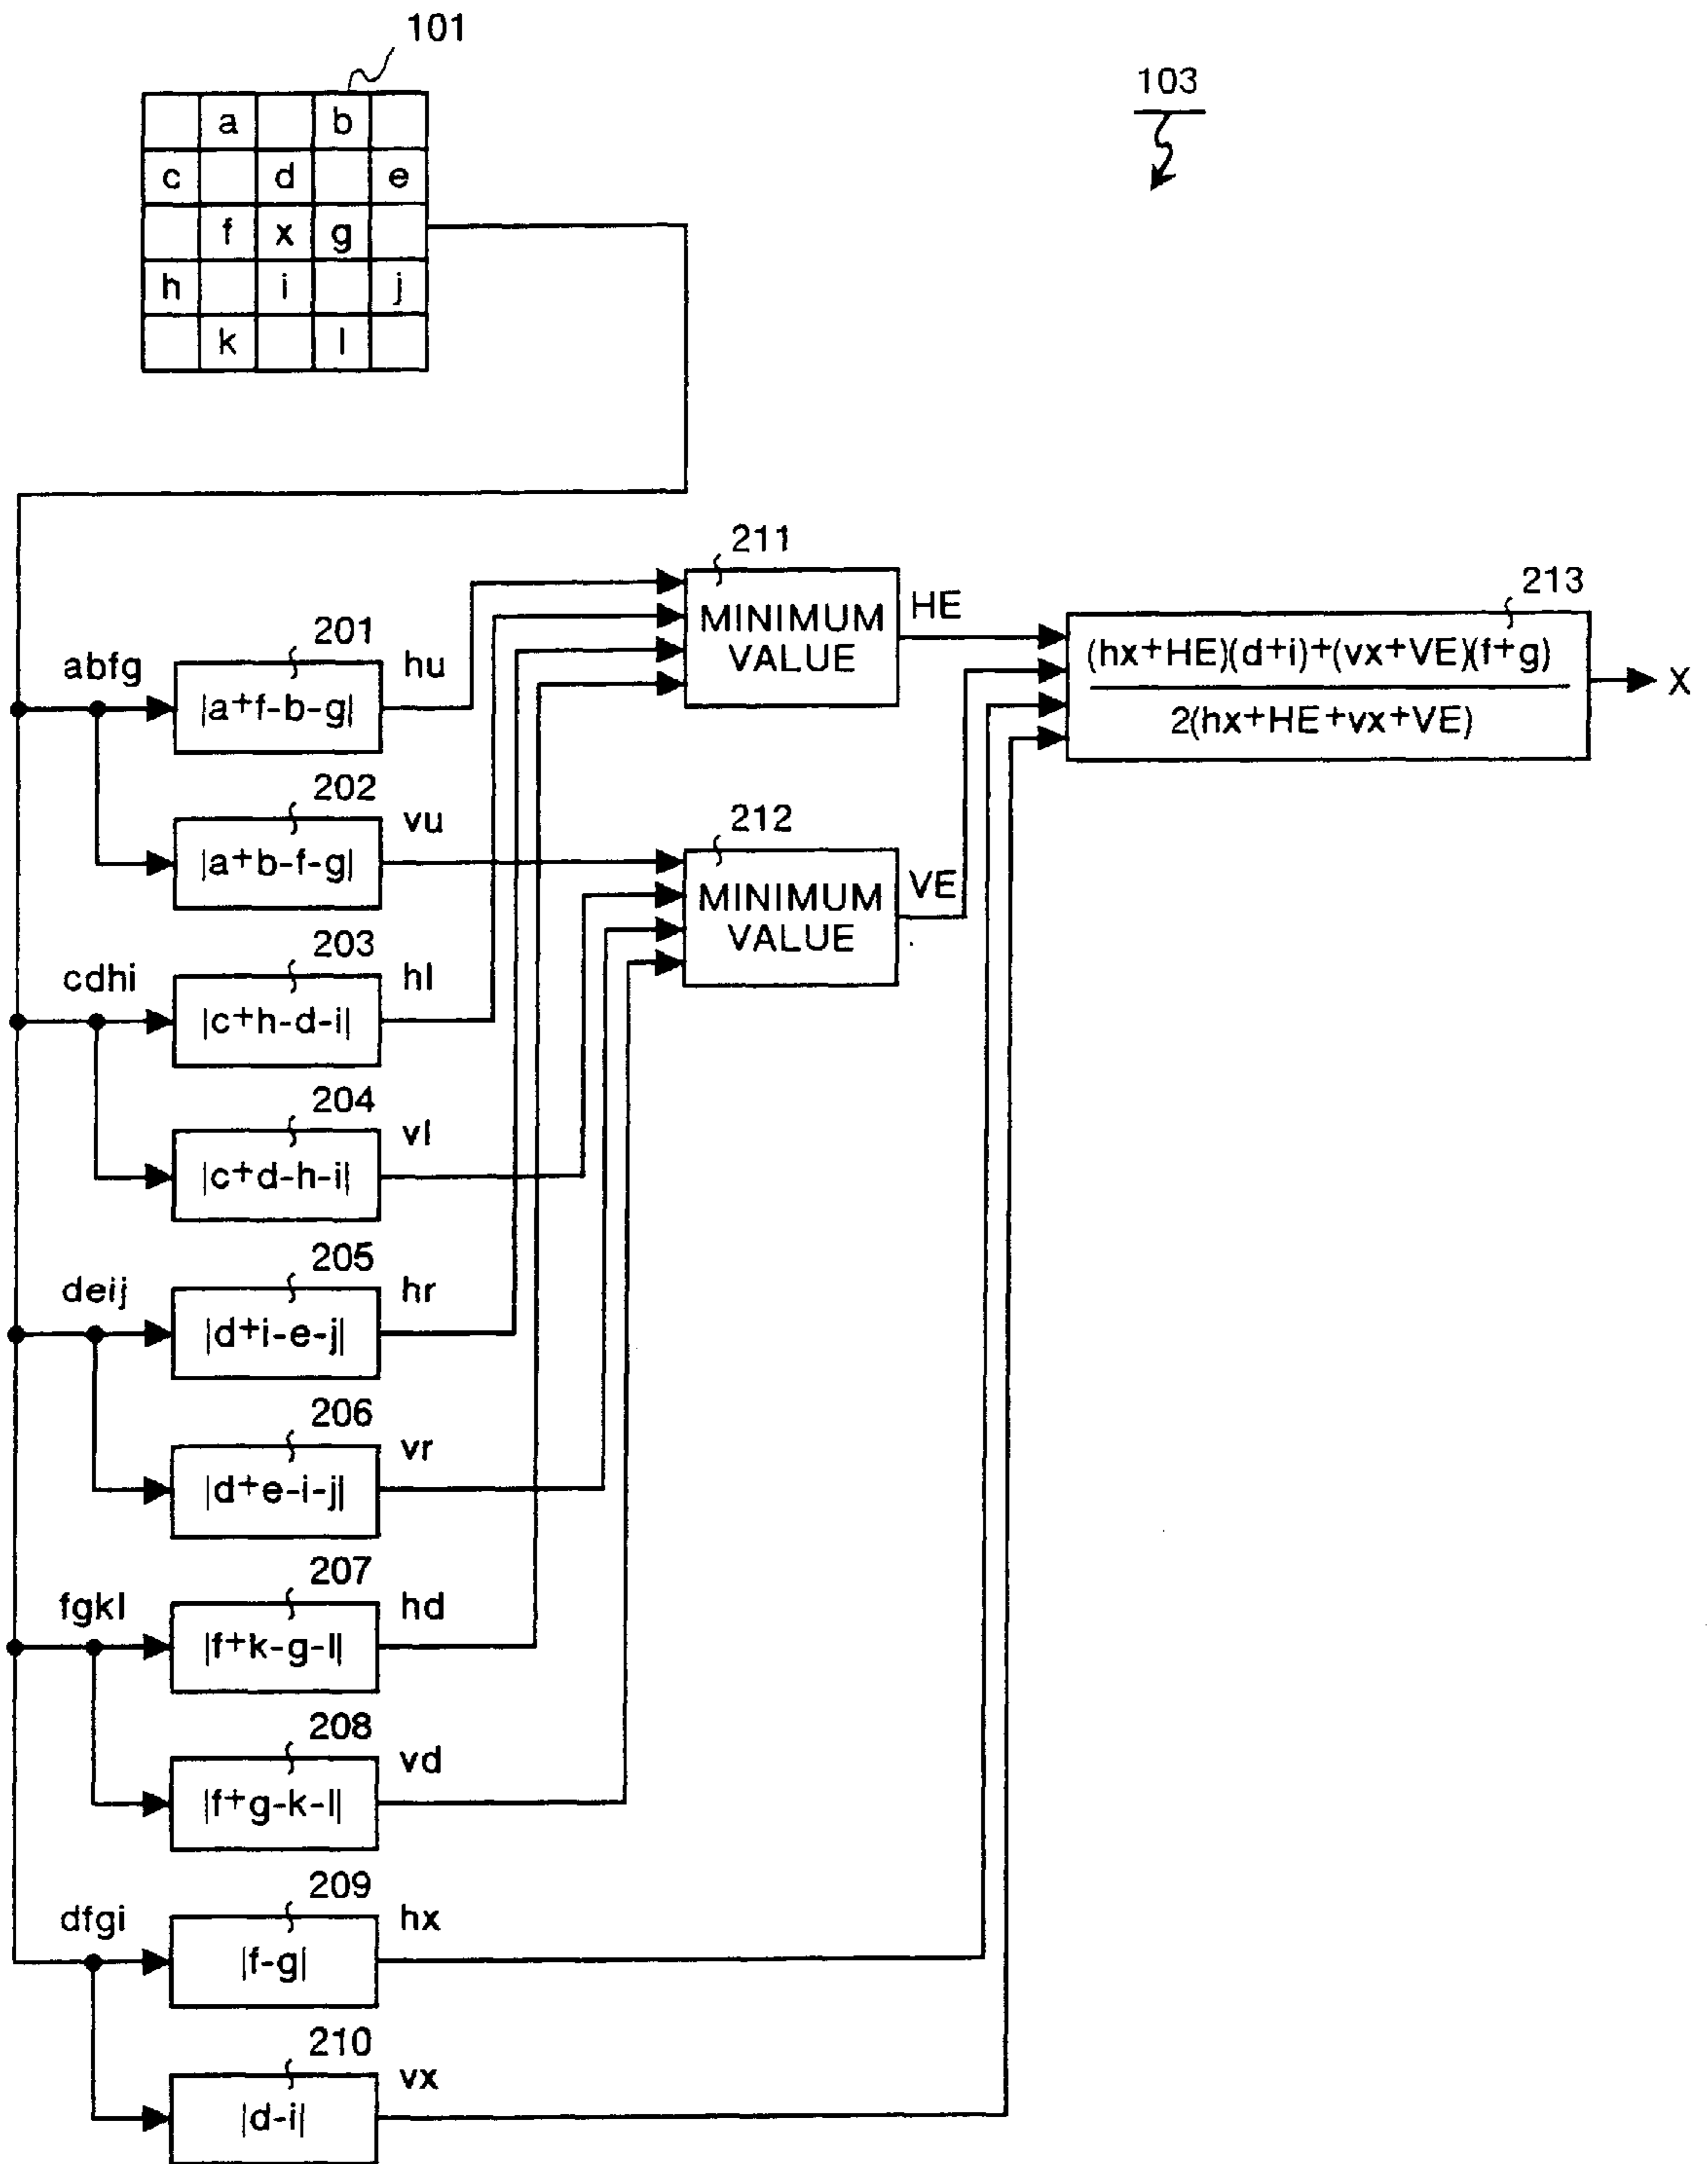 101
103
a b
c d e
f x g
h i j
k l
211
MINIMUM
VALUE
HE
213
(hx+HE)(d+i)+(vx+VE)(f+g)
2(hx+HE+vx+VE)
X
201
abfg
|a+f-b-g|
hu
202
|a+b-f-g|
vu
212
MINIMUM
VALUE
VE
203
cdhi
|c+h-d-i|
hl
204
|c+d-h-i|
vl
205
deij
|d+i-e-j|
hr
206
|d+e-i-j|
vr
207
fgkl
|f+k-g-l|
hd
208
|f+g-k-l|
vd
209
dfgi
|f-g|
hx
210
|d-i|
vx